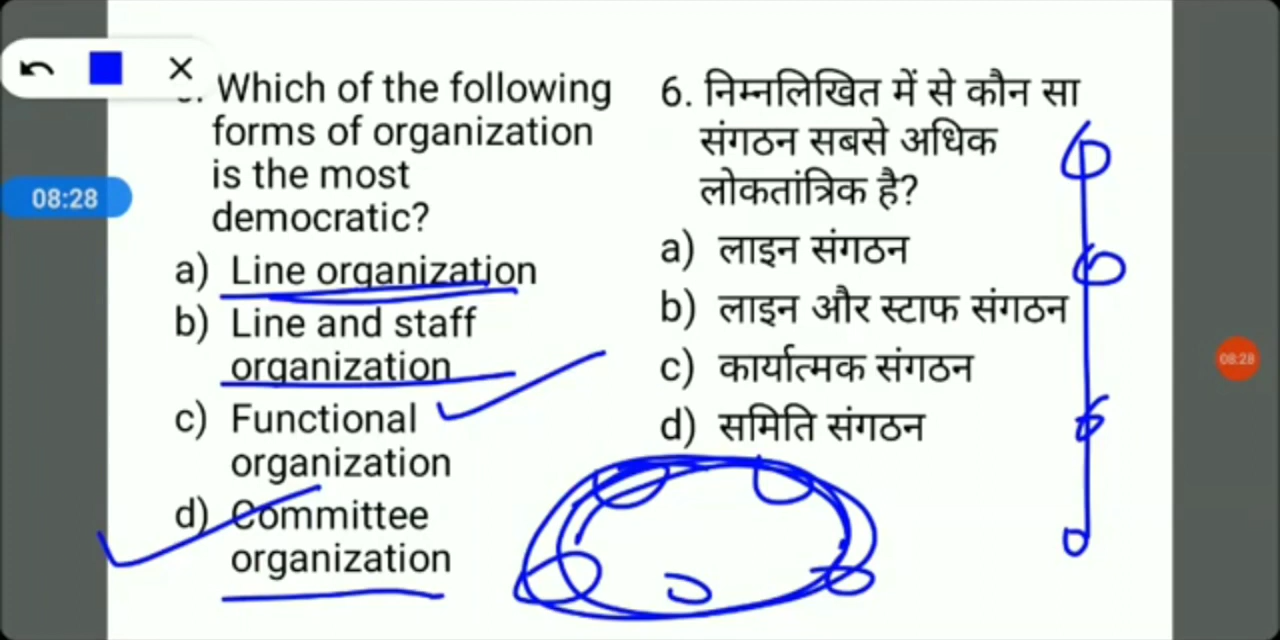 Which of the following
forms of organization
is the most
democratic?
a) Line organization
b) Line and staff
organization
c) Functional
organization
d) Committee
organization
6. निम्नलिखित में से कौन सा
संगठन सबसे अधिक
लोकतांत्रिक है?
a) लाइन संगठन
b) लाइन और स्टाफ संगठन
c) कार्यात्मक संगठन
d) समिति संगठन
08:28
08:28